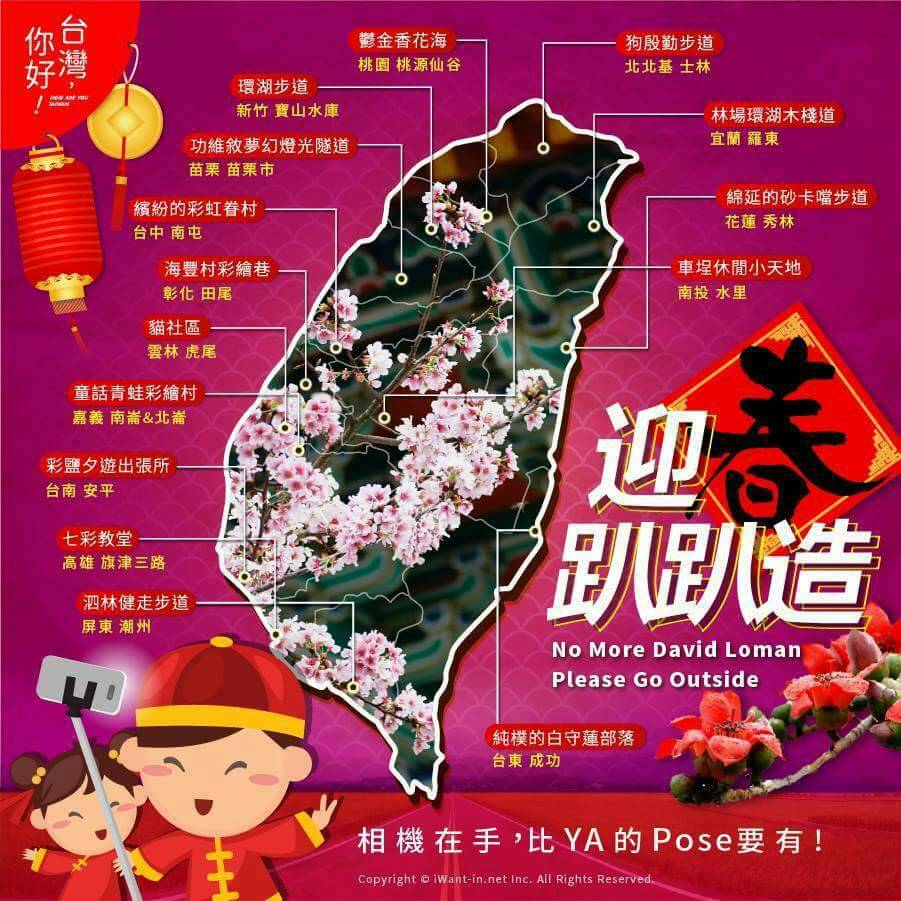 台灣，
你好！
HOW ARE YOU
TAIWAN
鬱金香花海
桃園 桃源仙谷
狗殷勤步道
北北基 士林
環湖步道
新竹 寶山水庫
林場環湖木棧道
宜蘭 羅東
功維敘夢幻燈光隧道
苗栗 苗栗市
繽紛的彩虹眷村
台中 南屯
綿延的砂卡噹步道
花蓮 秀林
海豐村彩繪巷
彰化 田尾
車埕休閒小天地
南投 水里
貓社區
雲林 虎尾
童話青蛙彩繪村
嘉義 南崙&北崙
彩鹽夕遊出張所
台南 安平
七彩教堂
高雄 旗津三路
泗林健走步道
屏東 潮州
純樸的白守蓮部落
台東 成功
迎春
趴趴造
No More David Loman
Please Go Outside
相機在手，比YA的Pose要有！
Copyright © iWant-in.net Inc. All Rights Reserved.